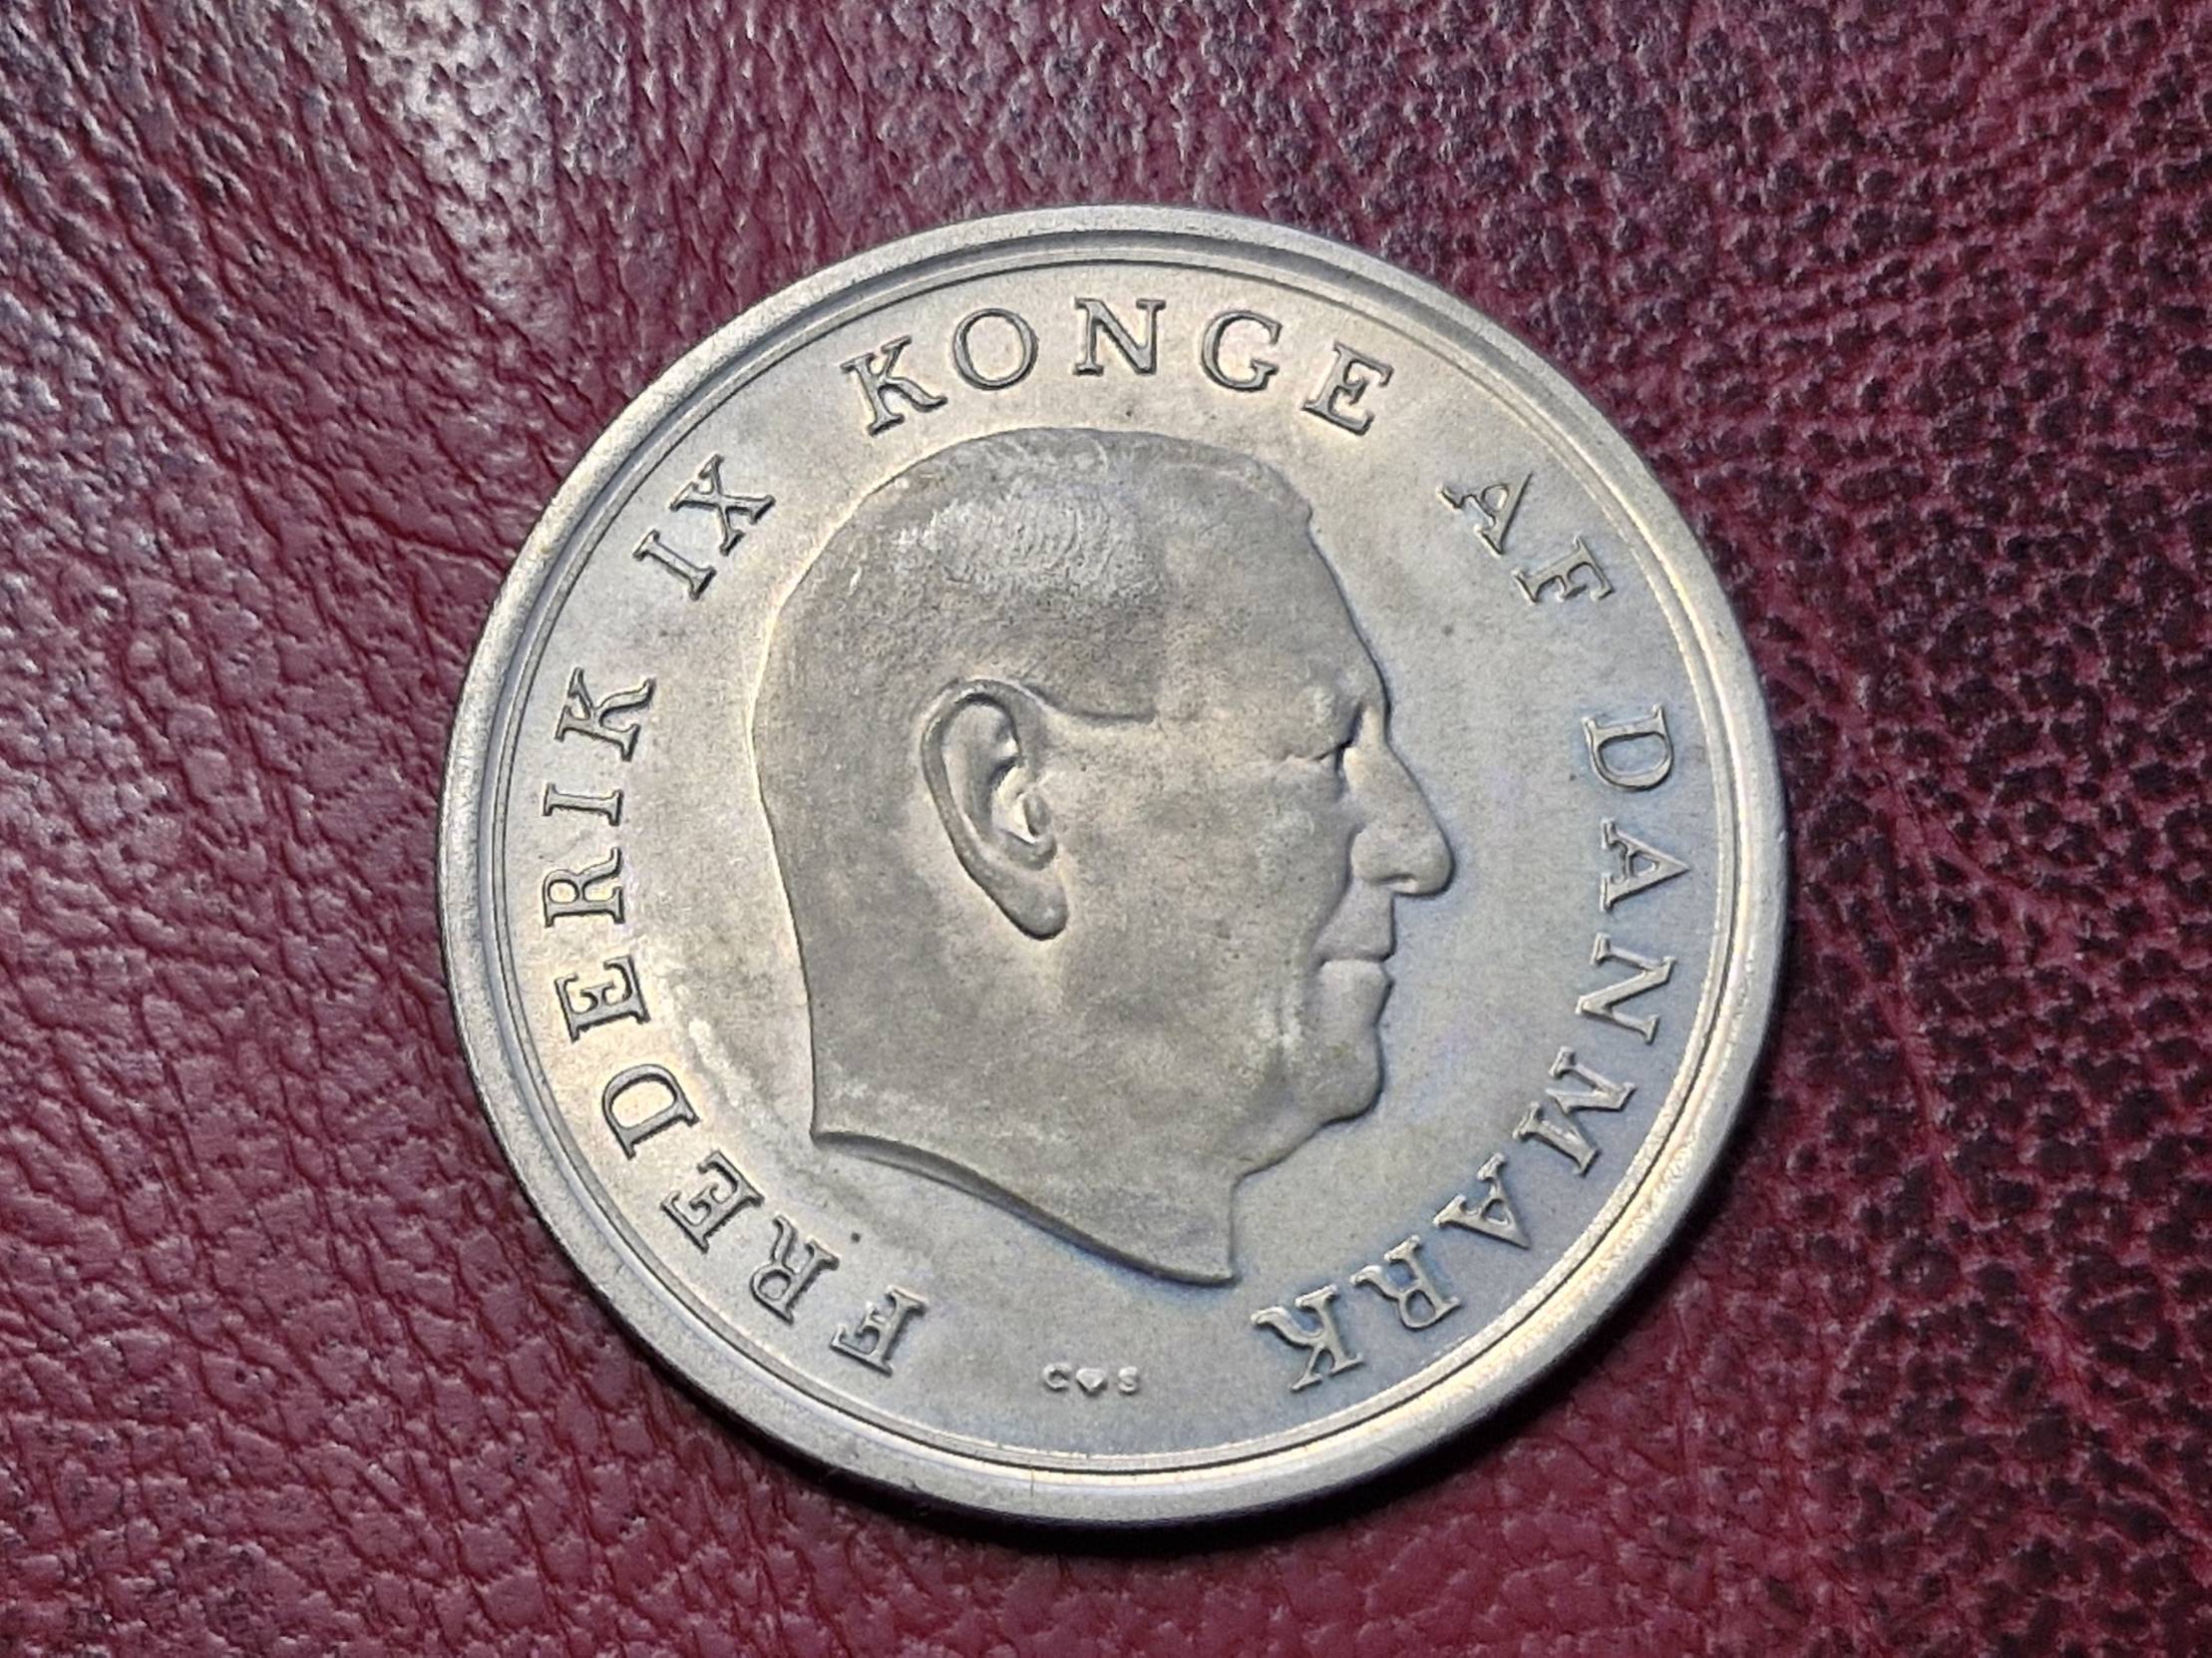 FREDERIK IX KONGE AF DANMARK
C♥S